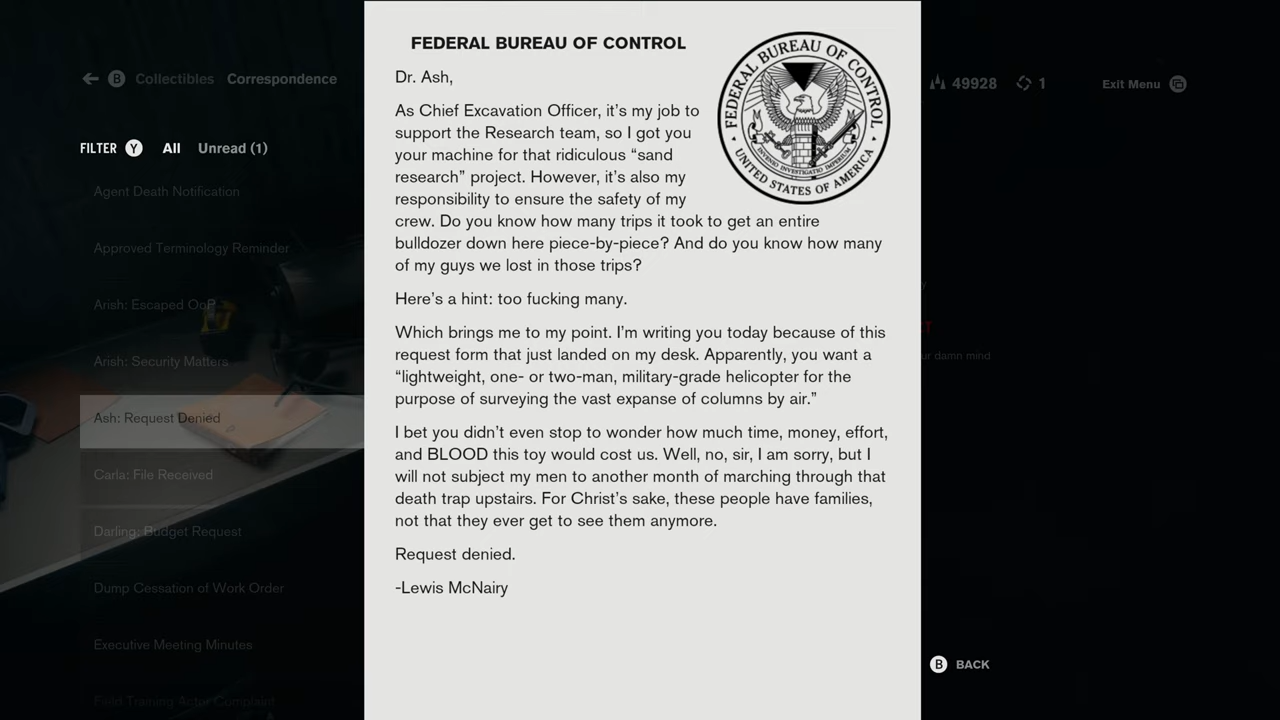 FEDERAL BUREAU OF CONTROL
FEDERAL BUREAU OF CONTROL
UNITED STATES OF AMERICA
INVENIO INVESTIGATIO IMPERIUM
B Collectibles Correspondence
49928 1 Exit Menu
FILTER Y All Unread (1)
Agent Death Notification
Approved Terminology Reminder
Arish: Escaped OoP
Arish: Security Matters
Ash: Request Denied
Carla: File Received
Darling: Budget Request
Dump Cessation of Work Order
Executive Meeting Minutes
Field Training Actor Complaint
Dr. Ash,
As Chief Excavation Officer, it's my job to
support the Research team, so I got you
your machine for that ridiculous “sand
research” project. However, it's also my
responsibility to ensure the safety of my
crew. Do you know how many trips it took to get an entire
bulldozer down here piece-by-piece? And do you know how many
of my guys we lost in those trips?
Here's a hint: too fucking many.
Which brings me to my point. I'm writing you today because of this
request form that just landed on my desk. Apparently, you want a
“lightweight, one- or two-man, military-grade helicopter for the
purpose of surveying the vast expanse of columns by air.”
I bet you didn't even stop to wonder how much time, money, effort,
and BLOOD this toy would cost us. Well, no, sir, I am sorry, but I
will not subject my men to another month of marching through that
death trap upstairs. For Christ's sake, these people have families,
not that they ever get to see them anymore.
Request denied.
-Lewis McNairy
ur damn mind
B BACK